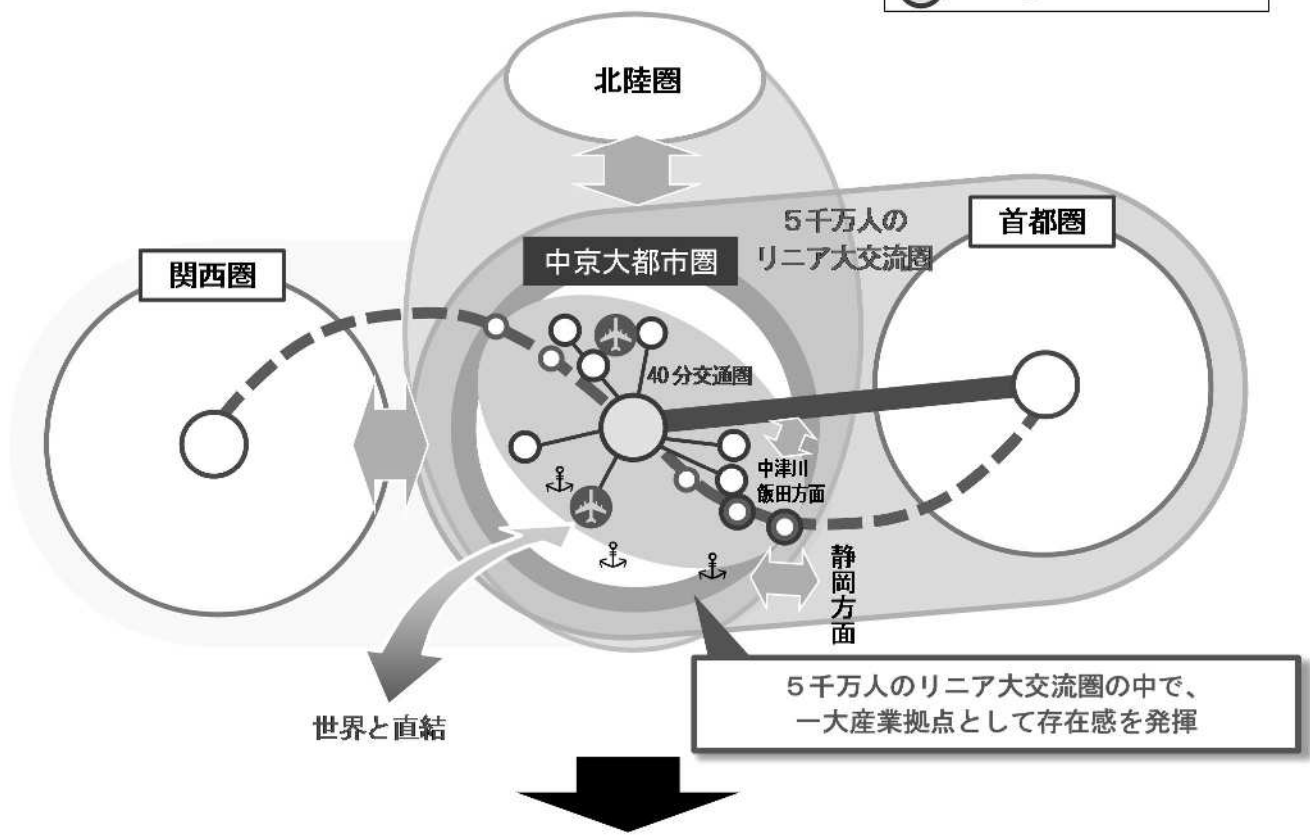 北陸圏
5千万人の
リニア大交流圏
首都圏
中京大都市圏
関西圏
40分交通圏
中津川
飯田方面
静岡方面
5千万人のリニア大交流圏の中で、
一大産業拠点として存在感を発揮
世界と直結